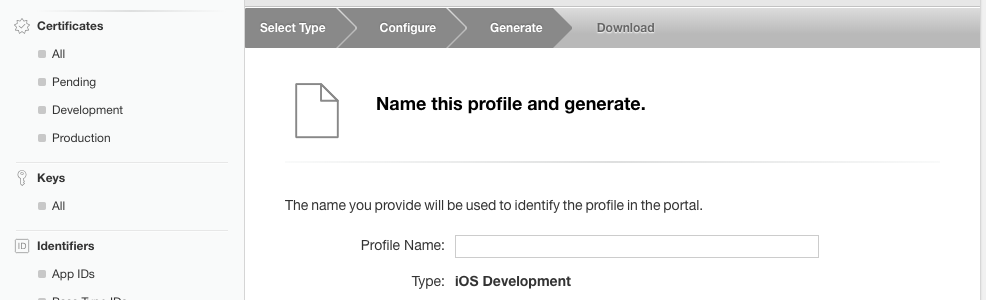 Certificates
All
Pending
Development
Production
Keys
All
ID Identifiers
App IDs
Select Type Configure Generate Download
Name this profile and generate.
The name you provide will be used to identify the profile in the portal.
Profile Name:
Type: iOS Development